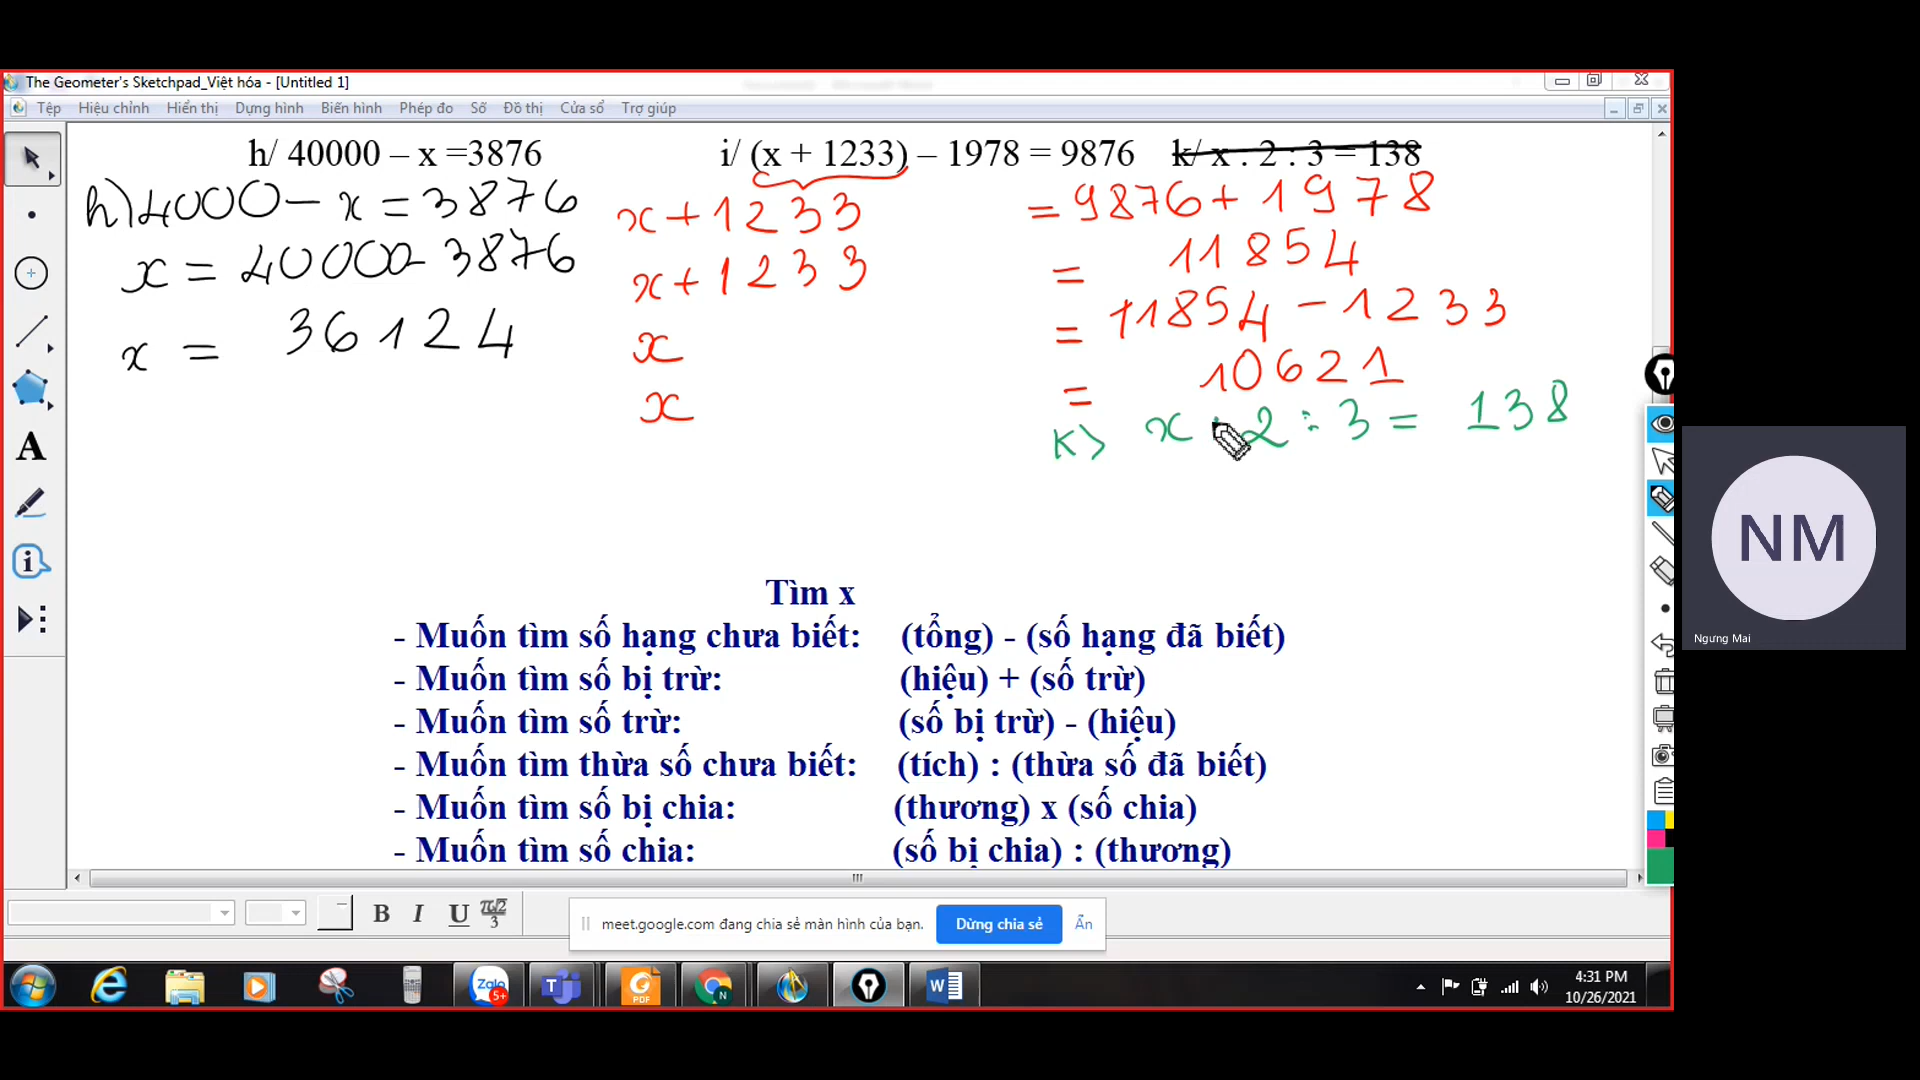 The Geometer's Sketchpad_Việt hóa - [Untitled 1]
Tệp Hiệu chỉnh Hiển thị Dựng hình Biến hình Phép đo Số Đồ thị Cửa sổ Trợ giúp
h/ 40000 – x =3876 i/ (x + 1233) – 1978 = 9876 k/ x : 2 : 3 = 138
h) 4000 – x = 3876
x = 40000 - 3876
x = 36124
x + 1233 = 9876 + 1978
x + 1233 = 11854
x = 11854 - 1233
x = 10621
K) x : 2 : 3 = 138
Tìm x
- Muốn tìm số hạng chưa biết: (tổng) - (số hạng đã biết)
- Muốn tìm số bị trừ: (hiệu) + (số trừ)
- Muốn tìm số trừ: (số bị trừ) - (hiệu)
- Muốn tìm thừa số chưa biết: (tích) : (thừa số đã biết)
- Muốn tìm số bị chia: (thương) x (số chia)
- Muốn tìm số chia: (số bị chia) : (thương)
A
B I U π√2/3
meet.google.com đang chia sẻ màn hình của bạn. Dừng chia sẻ Ẩn
Zalo 5+
PDF
N
W
4:31 PM
10/26/2021
NM
Ngưng Mai